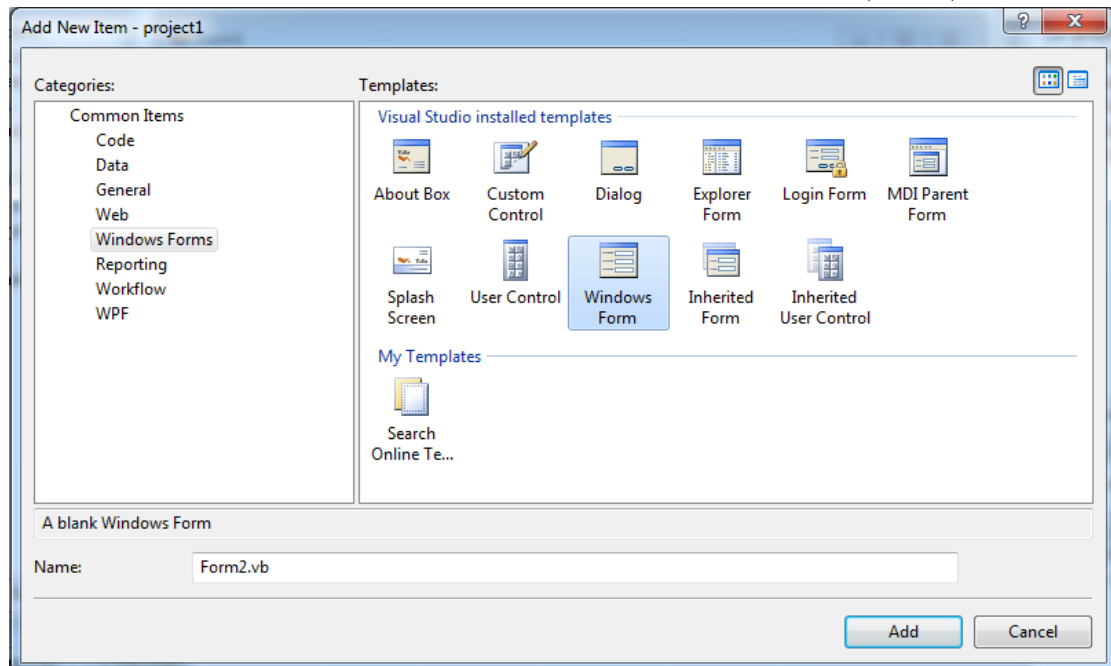 Add New Item - project1
Categories:
Templates:
Common Items
Code
Data
General
Web
Windows Forms
Reporting
Workflow
WPF
Visual Studio installed templates
About Box
Custom
Control
Dialog
Explorer
Form
Login Form
MDI Parent
Form
Splash
Screen
User Control
Windows
Form
Inherited
Form
Inherited
User Control
My Templates
Search
Online Te...
A blank Windows Form
Name:
Form2.vb
Add
Cancel